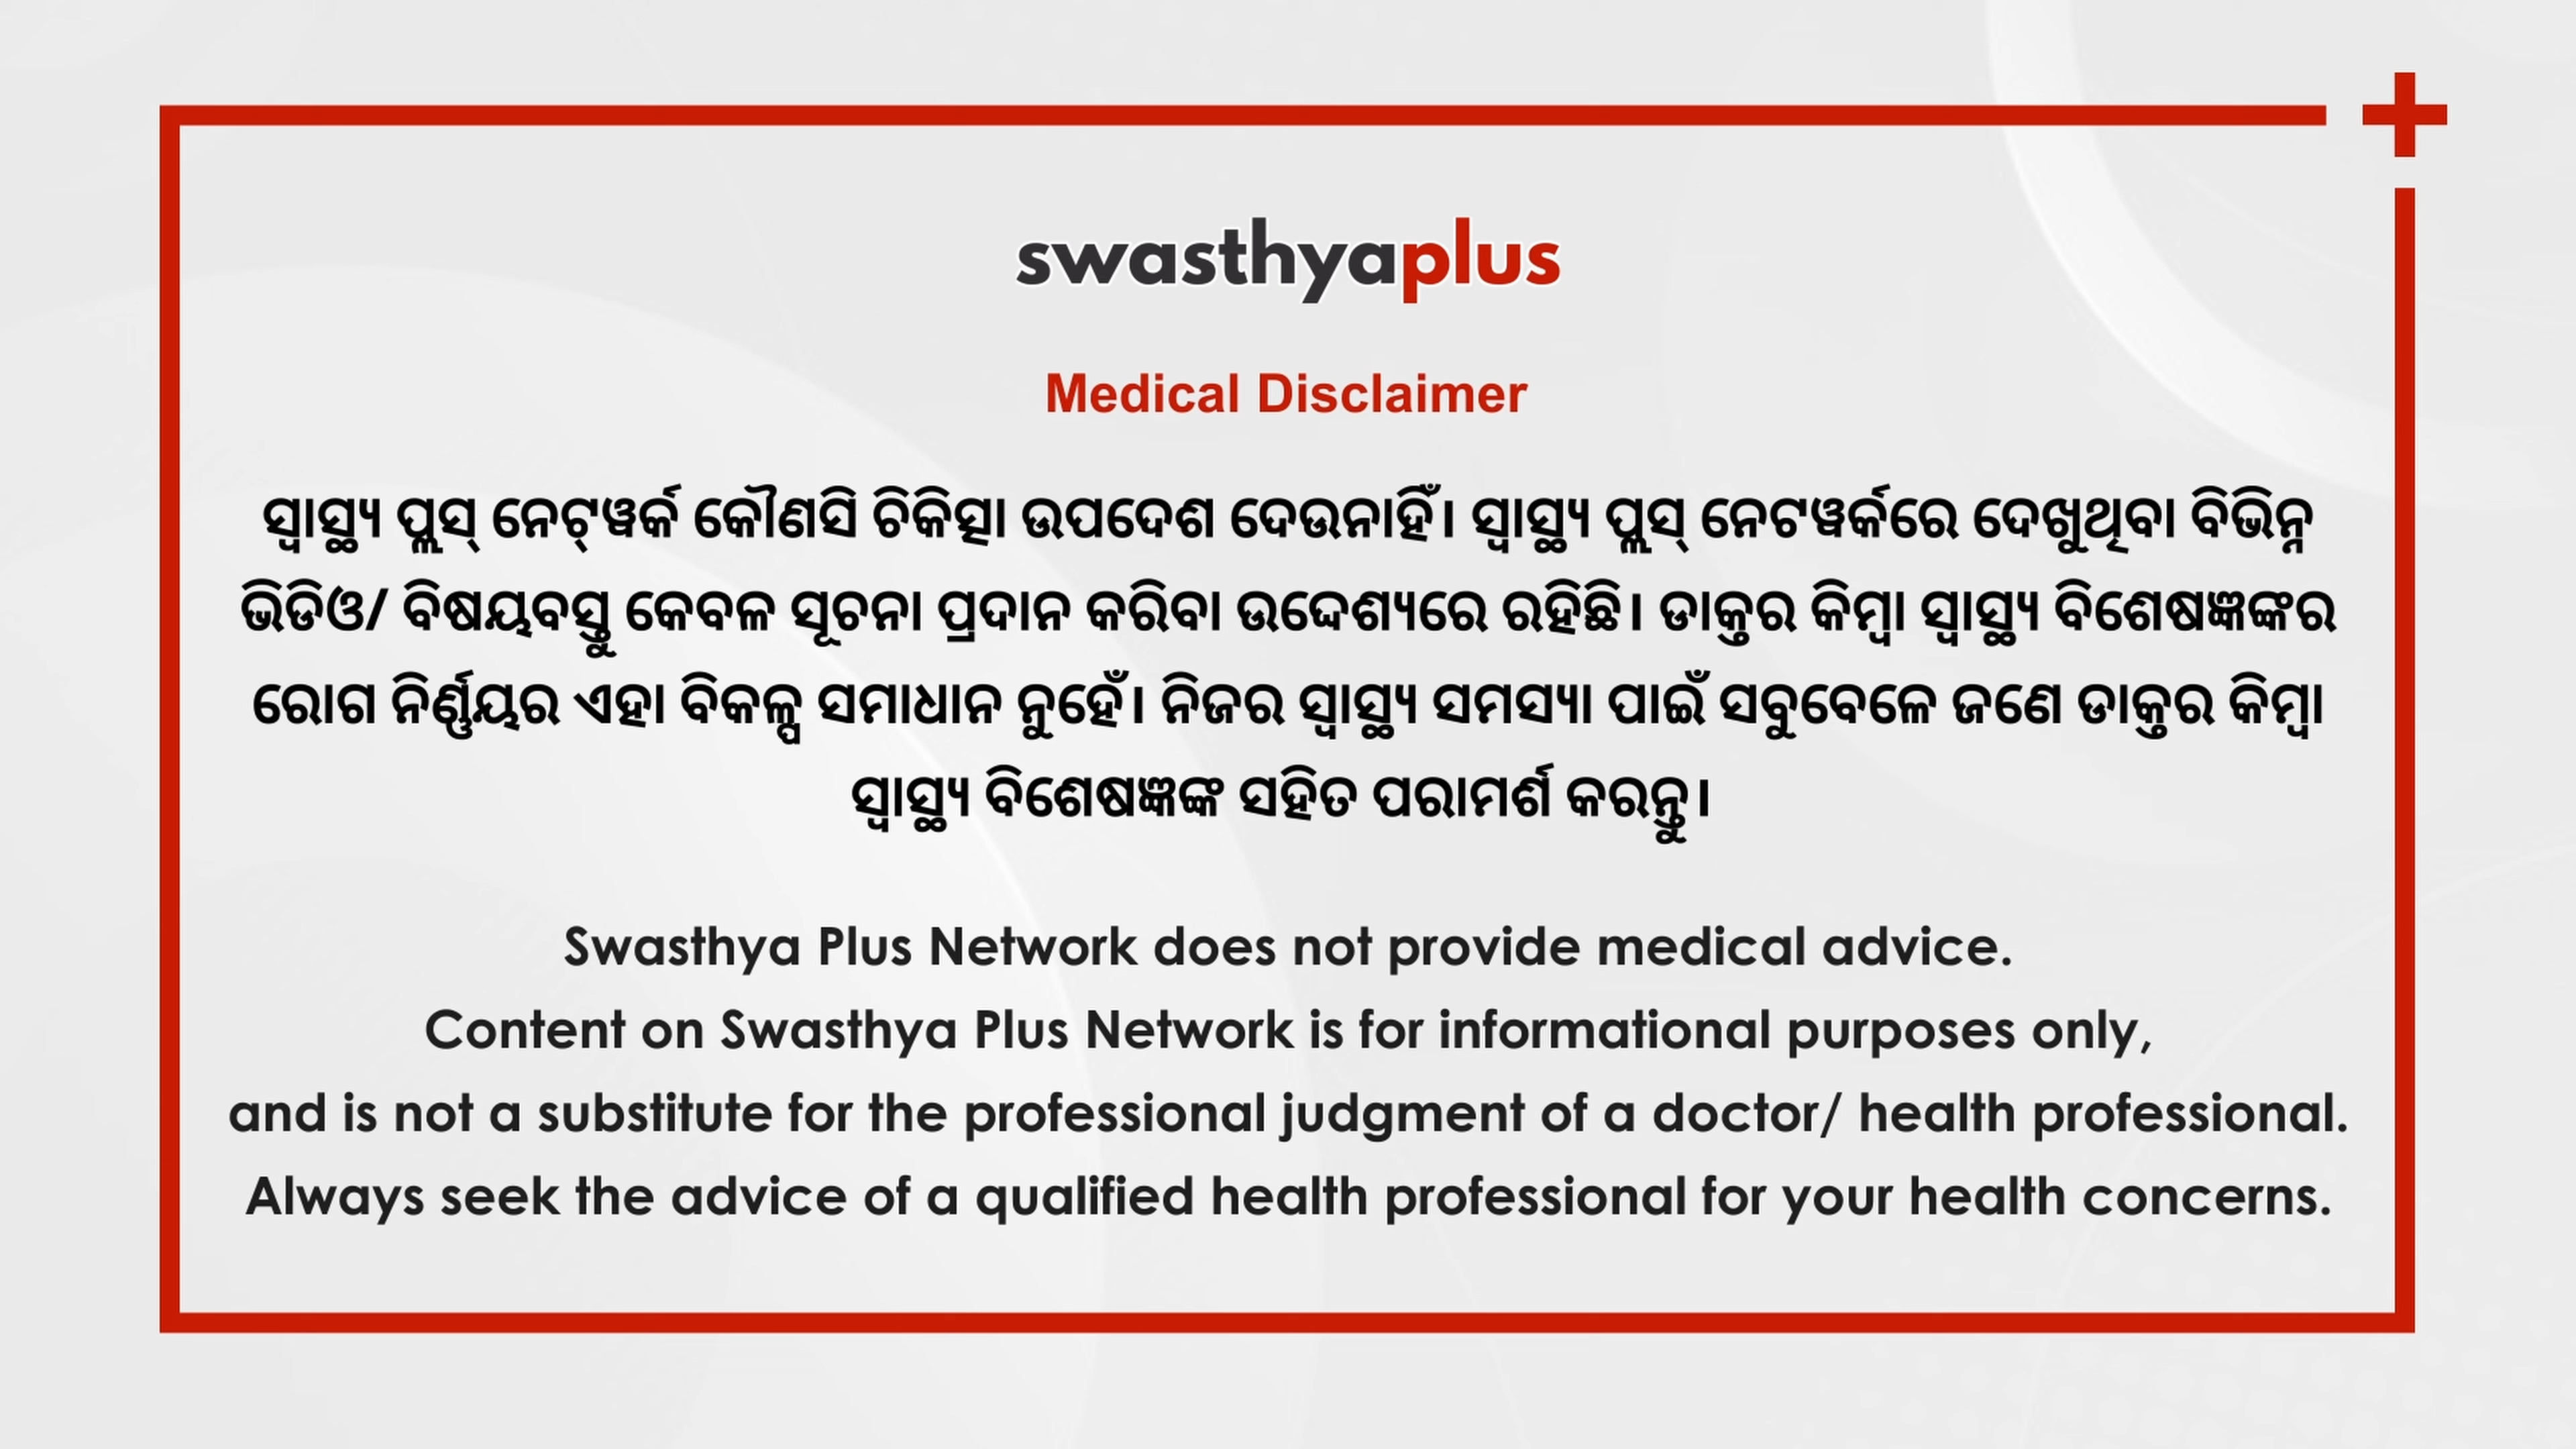 swasthyaplus
Medical Disclaimer
ସ୍ୱାସ୍ଥ୍ୟ ପ୍ଲସ୍ ନେଟ୍‌ୱର୍କ କୌଣସି ଚିକିତ୍ସା ଉପଦେଶ ଦେଉନାହିଁ। ସ୍ୱାସ୍ଥ୍ୟ ପ୍ଲସ୍ ନେଟୱର୍କରେ ଦେଖୁଥିବା ବିଭିନ୍ନ
ଭିଡିଓ/ ବିଷୟବସ୍ତୁ କେବଳ ସୂଚନା ପ୍ରଦାନ କରିବା ଉଦ୍ଦେଶ୍ୟରେ ରହିଛି। ଡାକ୍ତର କିମ୍ବା ସ୍ୱାସ୍ଥ୍ୟ ବିଶେଷଜ୍ଞଙ୍କର
ରୋଗ ନିର୍ଣ୍ଣୟର ଏହା ବିକଳ୍ପ ସମାଧାନ ନୁହେଁ। ନିଜର ସ୍ୱାସ୍ଥ୍ୟ ସମସ୍ୟା ପାଇଁ ସବୁବେଳେ ଜଣେ ଡାକ୍ତର କିମ୍ବା
ସ୍ୱାସ୍ଥ୍ୟ ବିଶେଷଜ୍ଞଙ୍କ ସହିତ ପରାମର୍ଶ କରନ୍ତୁ।
Swasthya Plus Network does not provide medical advice.
Content on Swasthya Plus Network is for informational purposes only,
and is not a substitute for the professional judgment of a doctor/ health professional.
Always seek the advice of a qualified health professional for your health concerns.